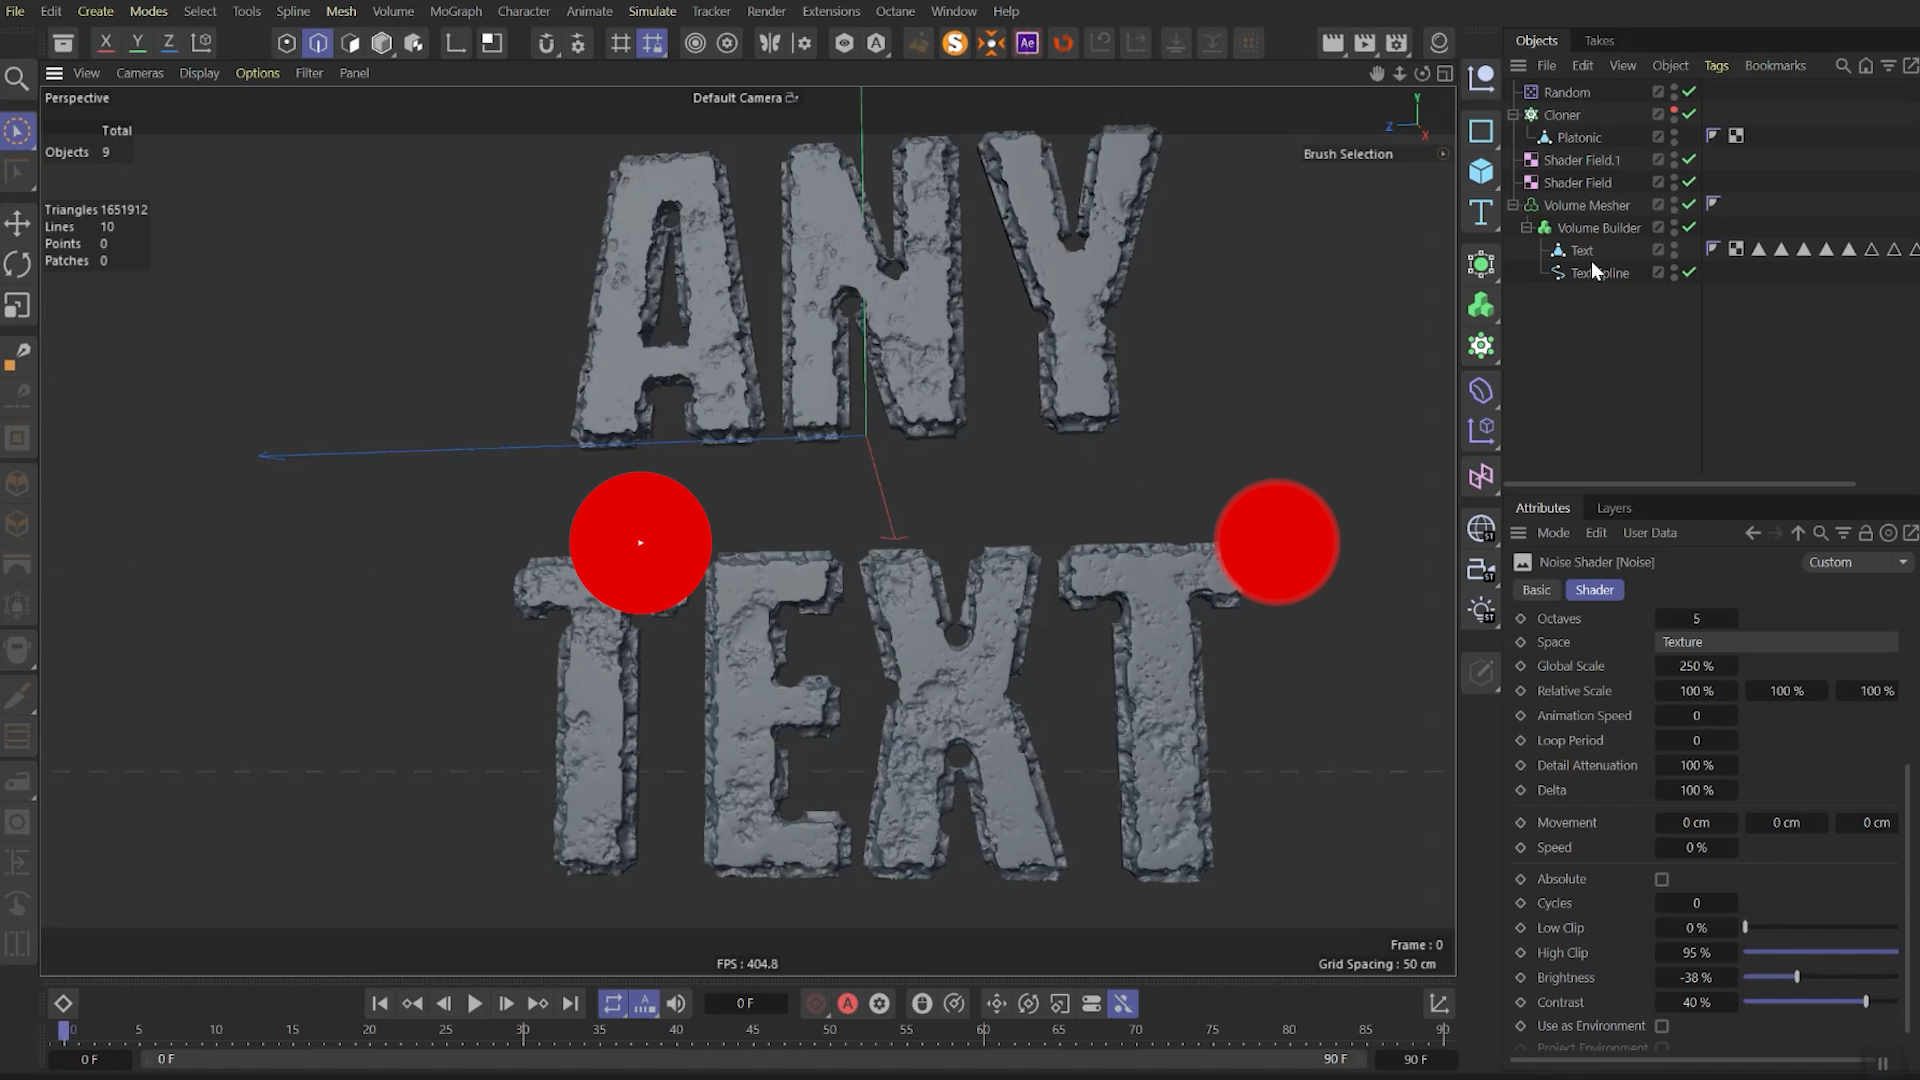 File Edit Create Modes Select Tools Spline Mesh Volume MoGraph Character Animate Simulate Tracker Render Extensions Octane Window Help
X Y Z
A
S
Ae
View Cameras Display Options Filter Panel
Perspective
Default Camera
Total
Objects 9
Triangles 1651912
Lines 10
Points 0
Patches 0
Y
Z
X
Brush Selection
ANY
TEXT
FPS : 404.8
Frame : 0
Grid Spacing : 50 cm
T
ST
ST
ST
Objects Takes
File Edit View Object Tags Bookmarks
Random
Cloner
Platonic
Shader Field.1
Shader Field
Volume Mesher
Volume Builder
Text
Attributes Layers
Mode Edit User Data
Noise Shader [Noise] Custom
Basic Shader
Octaves 5
Space Texture
Global Scale 250 %
Relative Scale 100 % 100 % 100 %
Animation Speed 0
Loop Period 0
Detail Attenuation 100 %
Delta 100 %
Movement 0 cm 0 cm 0 cm
Speed 0 %
Absolute
Cycles 0
Low Clip 0 %
High Clip 95 %
Brightness -38 %
Contrast 40 %
Use as Environment
Project Environment
A 0 F A
0 5 10 15 20 25 30 35 40 45 50 55 60 65 70 75 80 85 90
0 F 0 F 90 F 90 F